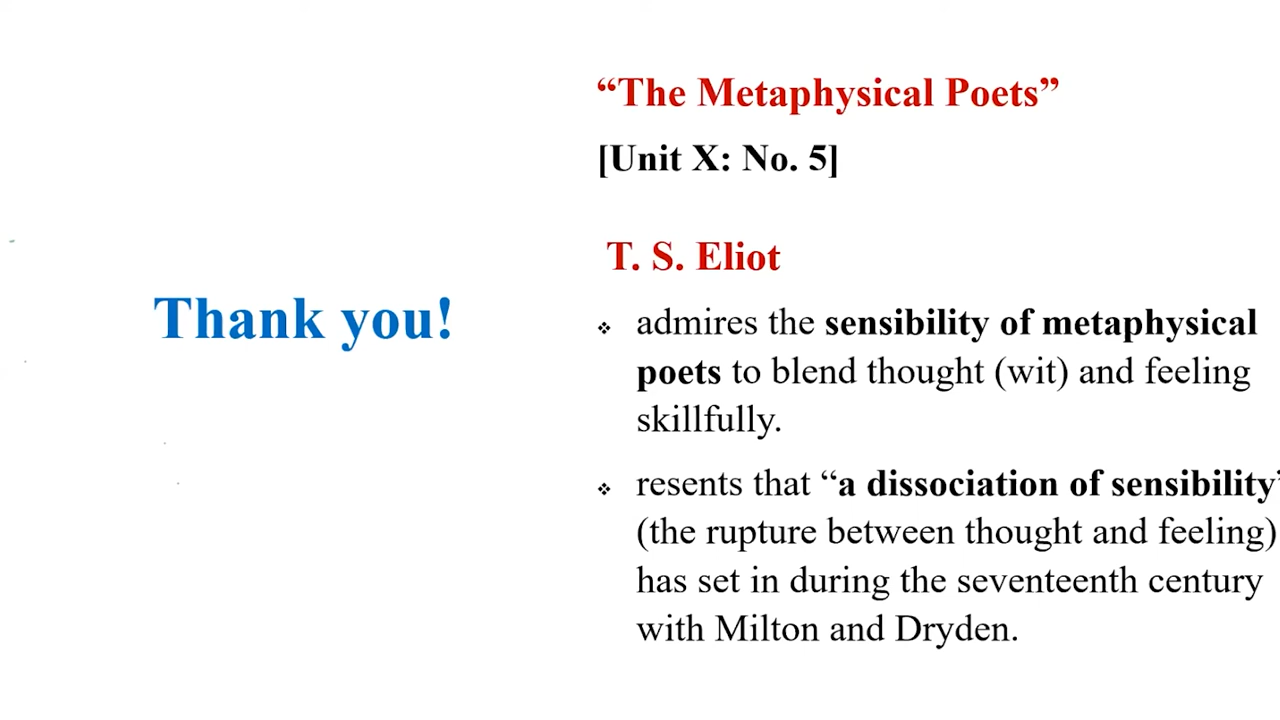 Thank you!
“The Metaphysical Poets”
[Unit X: No. 5]
T. S. Eliot
❖ admires the sensibility of metaphysical
poets to blend thought (wit) and feeling
skillfully.
❖ resents that “a dissociation of sensibility”
(the rupture between thought and feeling)
has set in during the seventeenth century
with Milton and Dryden.